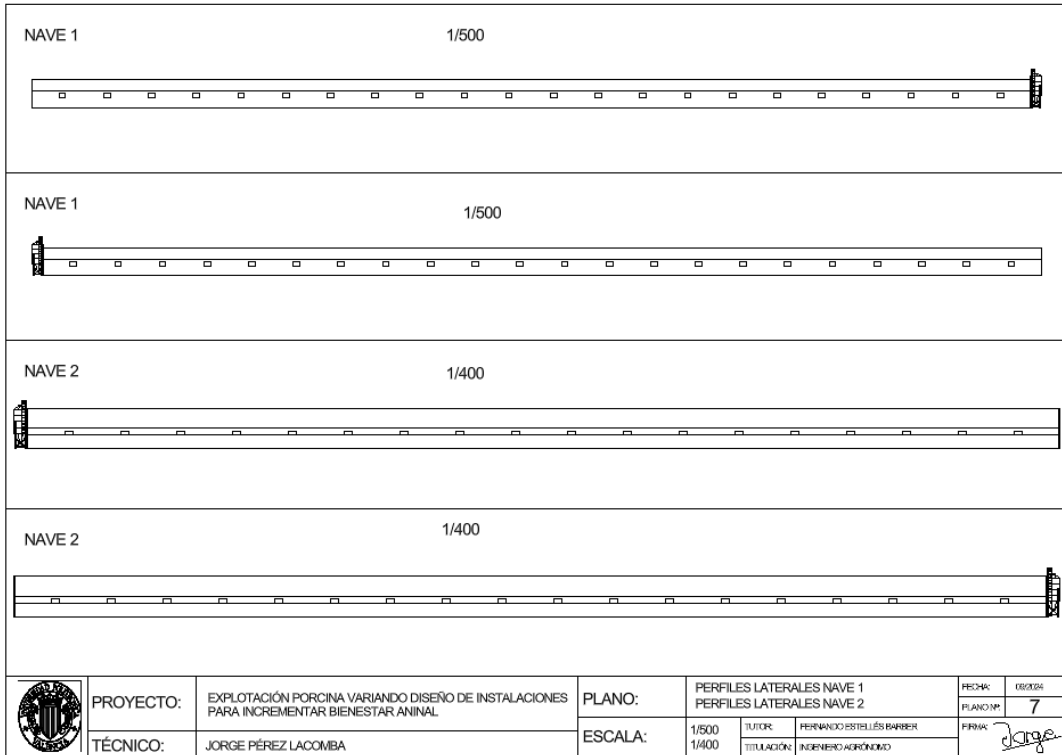 NAVE 1
1/500
NAVE 1
1/500
NAVE 2
1/400
NAVE 2
1/400
PROYECTO:
EXPLOTACIÓN PORCINA VARIANDO DISEÑO DE INSTALACIONES
PARA INCREMENTAR BIENESTAR ANINAL
TÉCNICO:
JORGE PÉREZ LACOMBA
PLANO:
PERFILES LATERALES NAVE 1
PERFILES LATERALES NAVE 2
ESCALA:
1/500
1/400
TUTOR:
FERNANDO ESTELLÉS BARBER
TITULACIÓN:
INGENIERO AGRÓNOMO
FECHA:
09/2024
PLANO Nº:
7
FIRMA:
Jorge